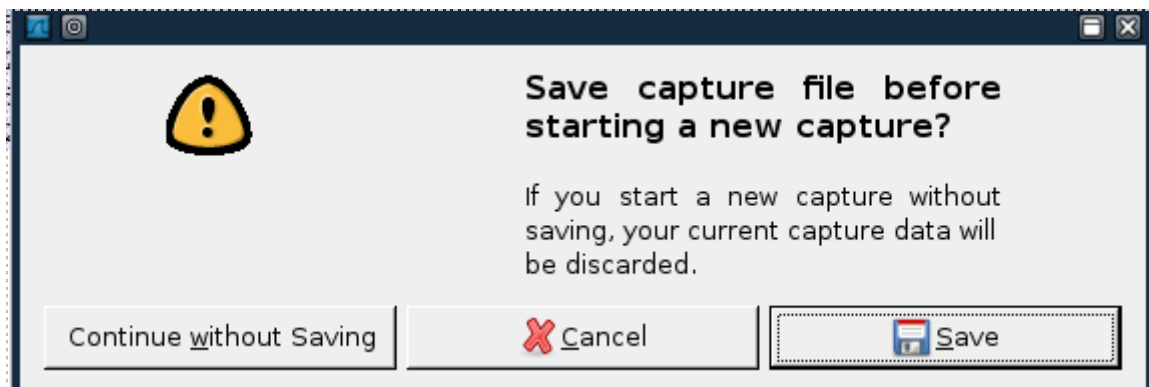 Save capture file before
starting a new capture?
If you start a new capture without
saving, your current capture data will
be discarded.
Continue without Saving
Cancel
Save